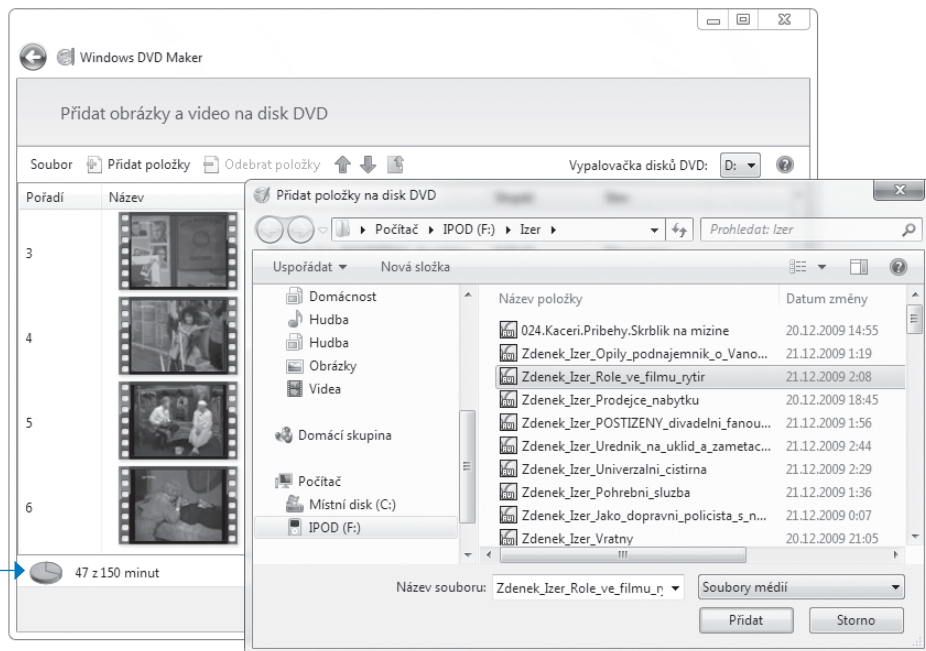 Windows DVD Maker
Přidat obrázky a video na disk DVD
Soubor Přidat položky Odebrat položky Vypalovačka disků DVD: D:
Pořadí Název
3
4
5
6
47 z 150 minut
Přidat položky na disk DVD
Počítač IPOD (F:) Izer Prohledat: Izer
Uspořádat Nová složka
Domácnost
Hudba
Hudba
Obrázky
Videa
Domácí skupina
Počítač
Místní disk (C:)
IPOD (F:)
Název položky Datum změny
024.Kaceri.Pribehy.Skrblik na mizine 20.12.2009 14:55
Zdenek_Izer_Opily_podnajemnik_o_Vano... 21.12.2009 1:19
Zdenek_Izer_Role_ve_filmu_rytir 21.12.2009 2:08
Zdenek_Izer_Prodejce_nabytku 20.12.2009 18:45
Zdenek_Izer_POSTIZENY_divadelni_fanou... 21.12.2009 1:56
Zdenek_Izer_Urednik_na_uklid_a_zametac... 21.12.2009 2:44
Zdenek_Izer_Univerzalni_cistirna 21.12.2009 2:29
Zdenek_Izer_Pohrebni_sluzba 21.12.2009 1:36
Zdenek_Izer_Jako_dopravni_policista_s_n... 21.12.2009 0:07
Zdenek_Izer_Vratny 20.12.2009 21:05
Název souboru: Zdenek_Izer_Role_ve_filmu_ry Soubory médií
Přidat Storno